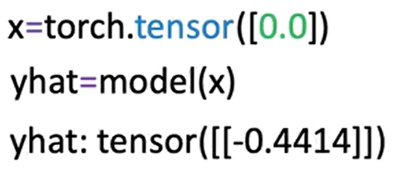 x=torch.tensor([0.0])
yhat=model(x)
yhat: tensor([[-0.4414]])